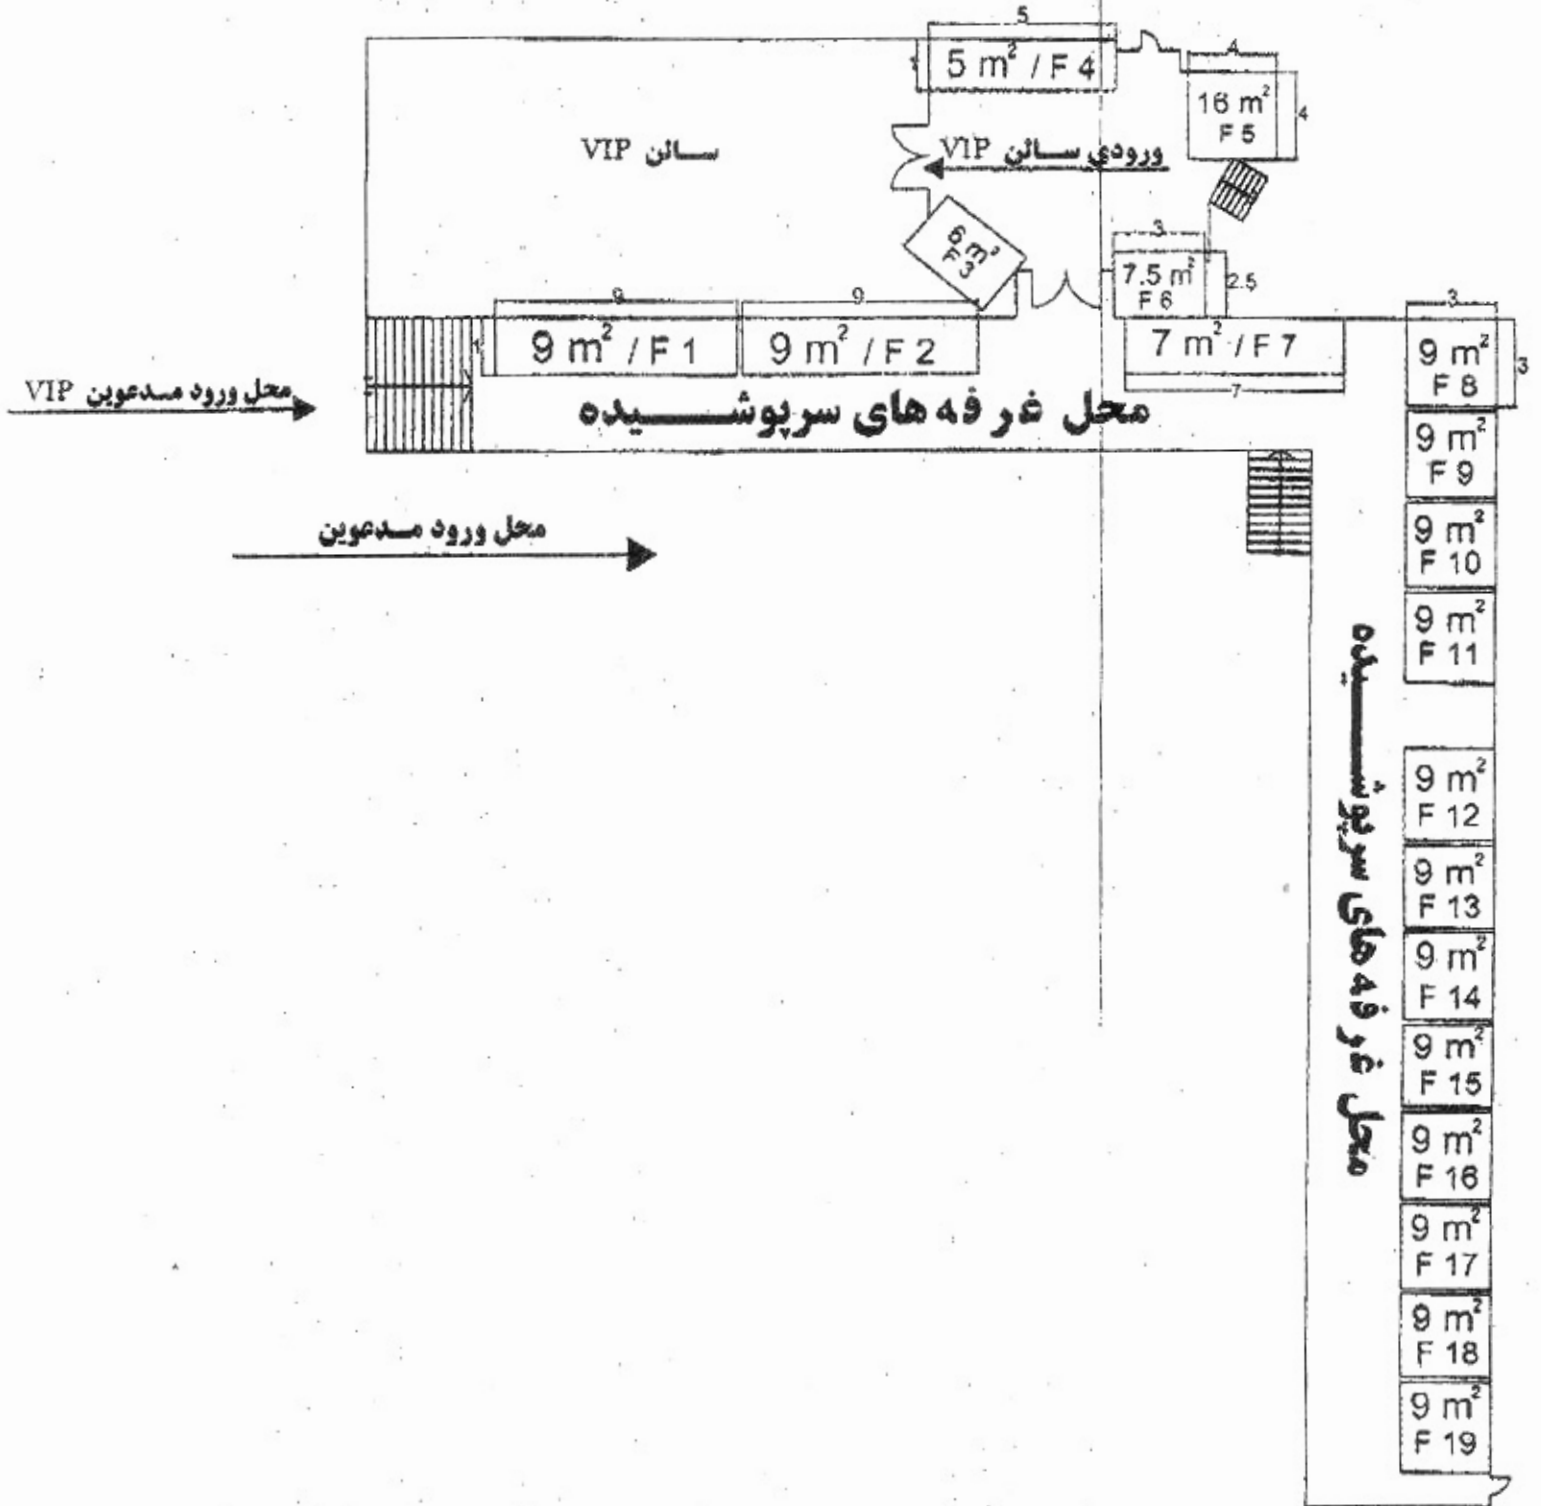 5
5 m² / F 4
1
4
16 m²
F 5
4
سالن VIP
ورودی سالن VIP
6 m²
F 3
3
7.5 m²
F 6
2.5
9
9
9 m² / F 1
1
9 m² / F 2
7 m² / F 7
7
3
9 m²
F 8
3
محل ورود مدعوین VIP
محل غرفه های سرپوشیده
9 m²
F 9
محل ورود مدعوین
9 m²
F 10
9 m²
F 11
محل غرفه های سرپوشیده
9 m²
F 12
9 m²
F 13
9 m²
F 14
9 m²
F 15
9 m²
F 16
9 m²
F 17
9 m²
F 18
9 m²
F 19